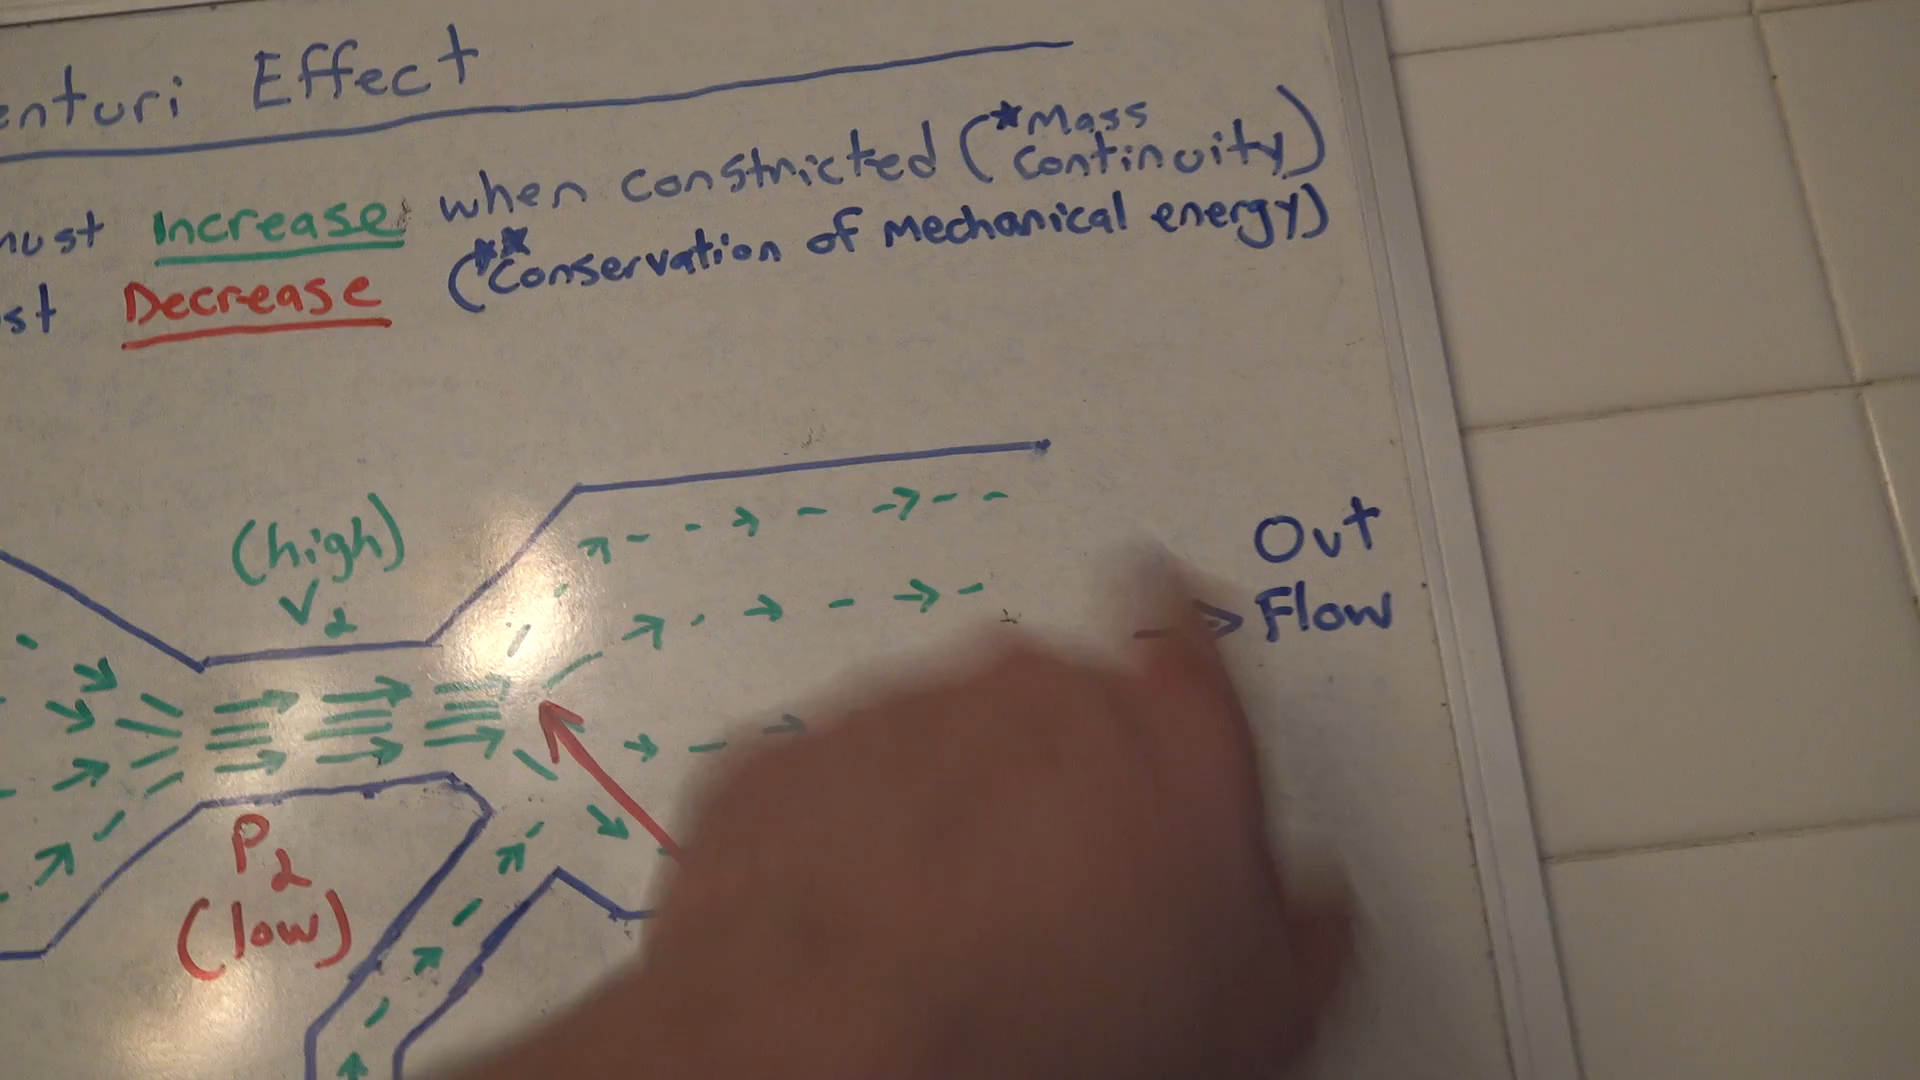 enturi Effect
must Increase when constricted (*Mass
Continuity)
st Decrease (**Conservation of mechanical energy)
(high)
V2
Out
Flow
P2
(low)